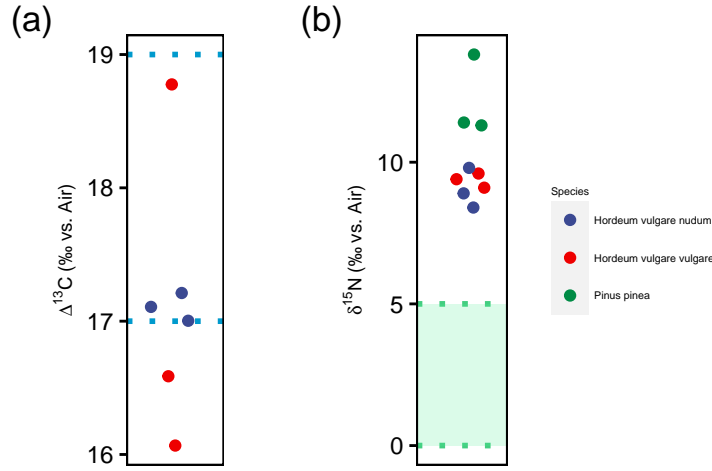 (a)
19
18
17
16
Δ¹³C (‰ vs. Air)
(b)
10
5
0
δ¹⁵N (‰ vs. Air)
Species
Hordeum vulgare nudum
Hordeum vulgare vulgare
Pinus pinea